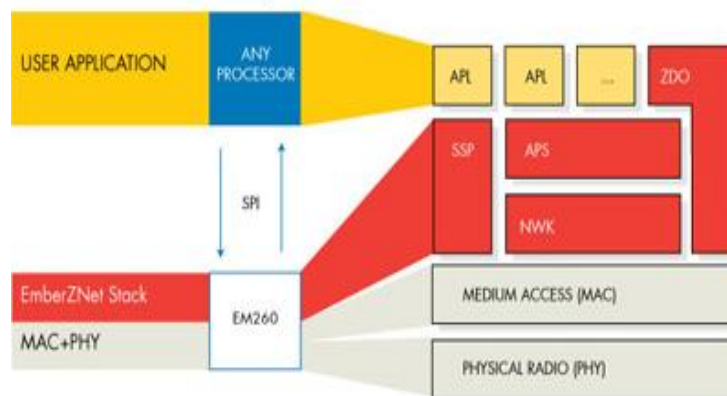 USER APPLICATION
ANY
PROCESSOR
APL
APL
...
ZDO
SSP
APS
SPI
NWK
EmberZNet Stack
EM260
MAC+PHY
MEDIUM ACCESS (MAC)
PHYSICAL RADIO (PHY)